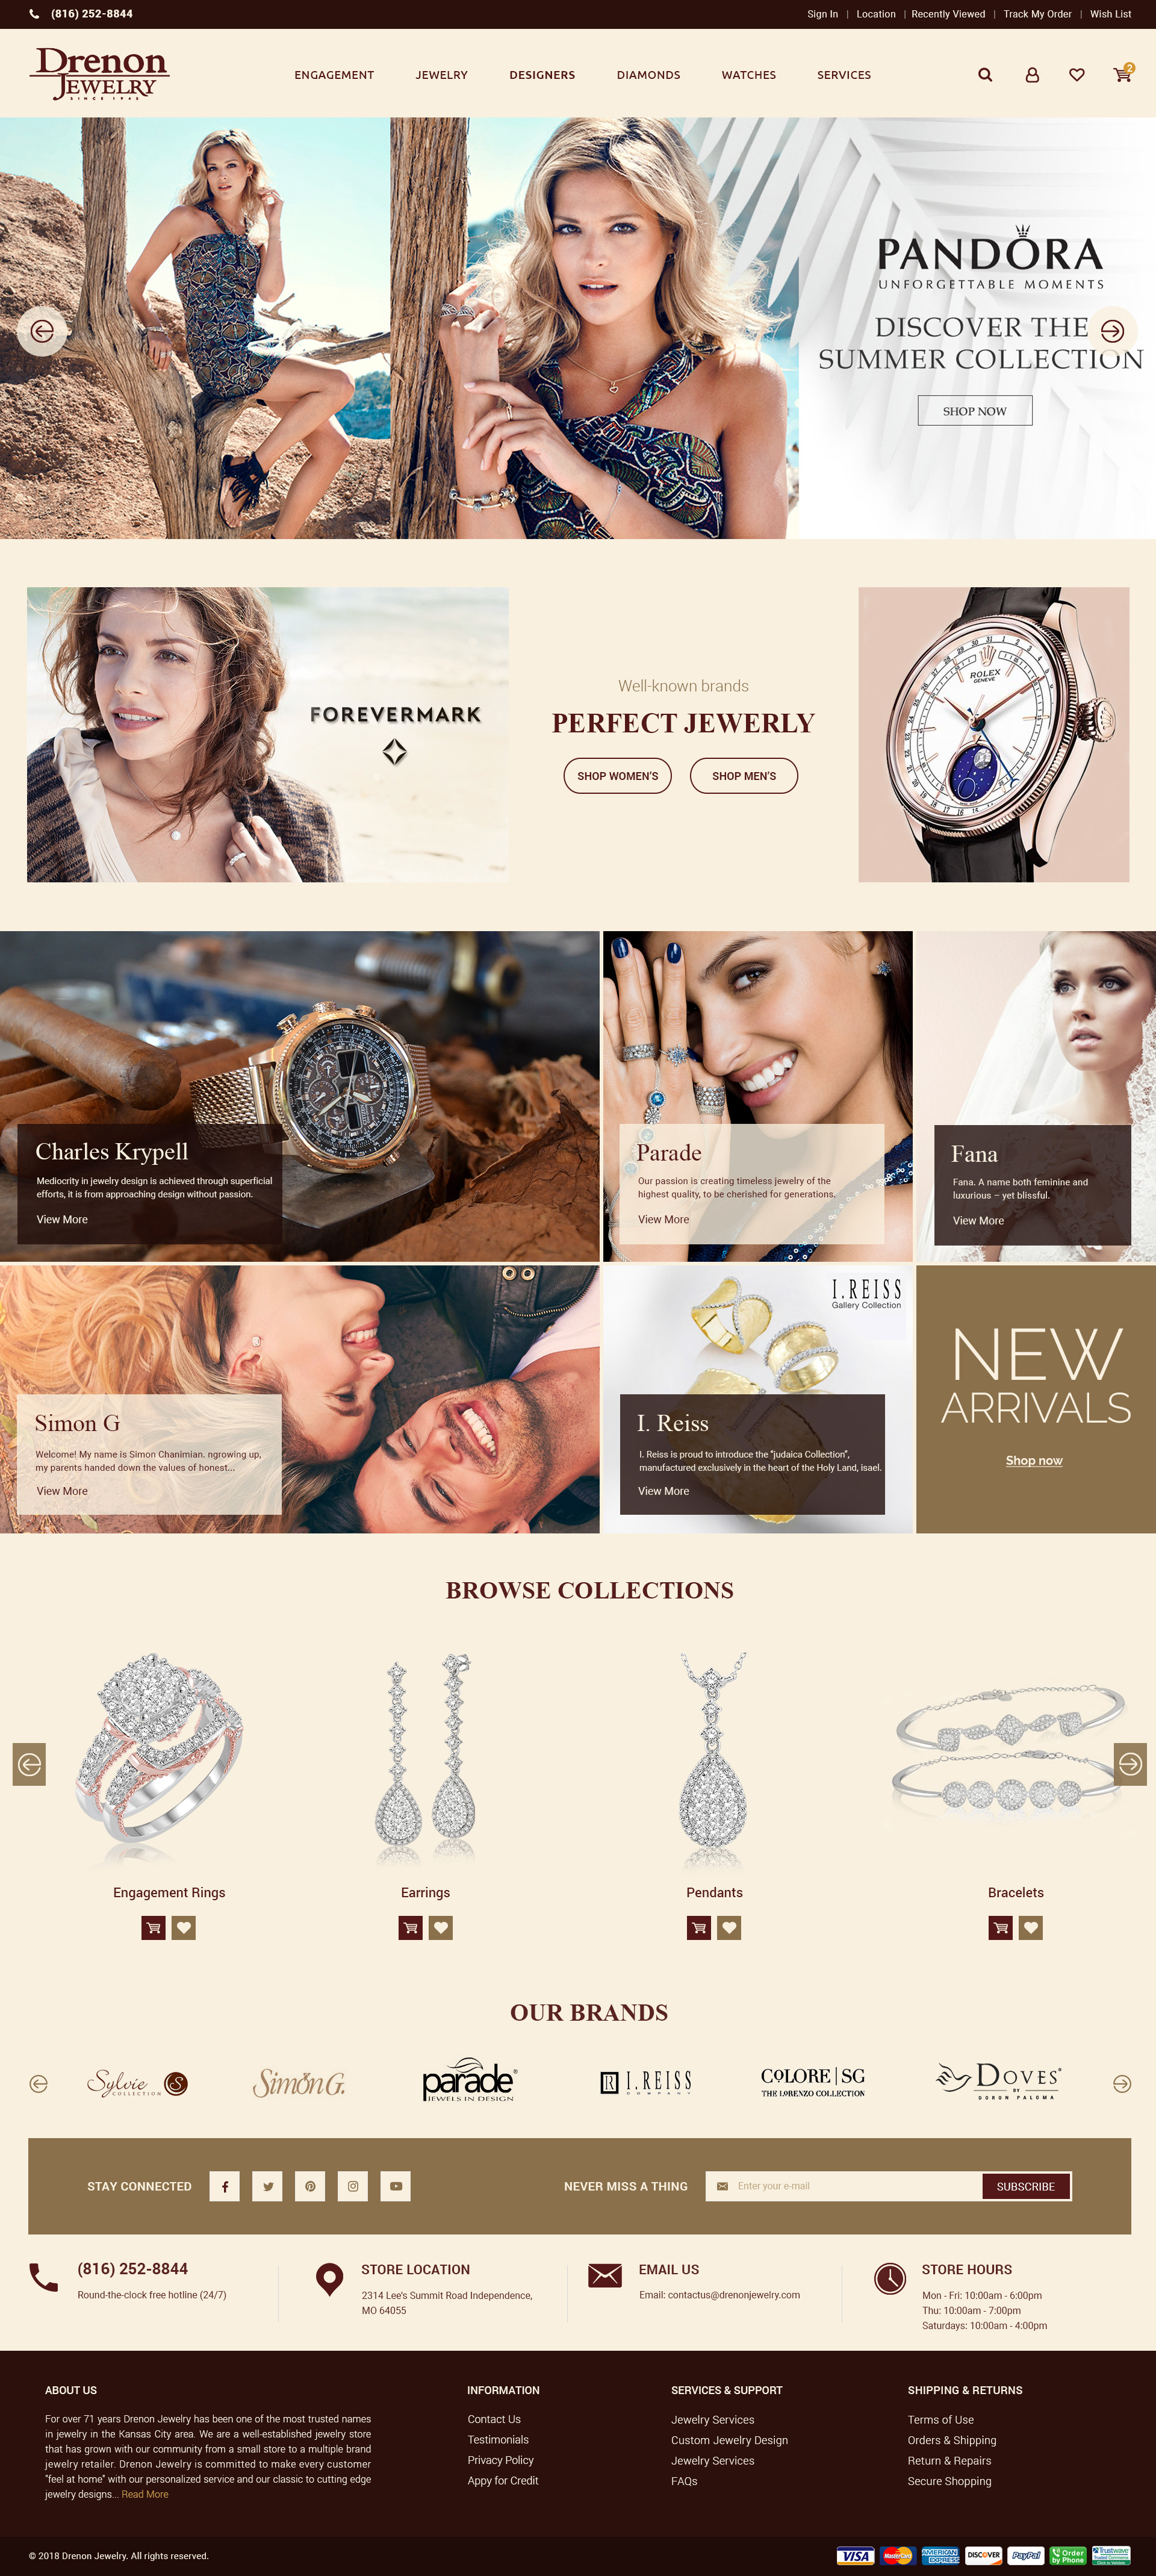 (816) 252-8844
Sign In | Location | Recently Viewed | Track My Order | Wish List
Drenon
JEWELRY
SINCE 1946
ENGAGEMENT JEWELRY DESIGNERS DIAMONDS WATCHES SERVICES
2
PANDORA
UNFORGETTABLE MOMENTS
DISCOVER THE
SUMMER COLLECTION
SHOP NOW
FOREVERMARK
Well-known brands
PERFECT JEWERLY
SHOP WOMEN'S SHOP MEN'S
ROLEX
GENEVE
Charles Krypell
Mediocrity in jewelry design is achieved through superficial
efforts, it is from approaching design without passion.
View More
Parade
Our passion is creating timeless jewelry of the
highest quality, to be cherished for generations.
View More
Fana
Fana. A name both feminine and
luxurious – yet blissful.
View More
Simon G
Welcome! My name is Simon Chanimian. ngrowing up,
my parents handed down the values of honest...
View More
I.REISS
Gallery Collection
I. Reiss
I. Reiss is proud to introduce the "judaica Collection",
manufactured exclusively in the heart of the Holy Land, isael.
View More
NEW
ARRIVALS
Shop now
BROWSE COLLECTIONS
Engagement Rings
Earrings
Pendants
Bracelets
OUR BRANDS
Sylvie
COLLECTION
S
Simon G.
parade
JEWELS IN DESIGN
R I.REISS
COMPANY
COLORE|SG
THE LORENZO COLLECTION
DOVES
BY
DORON PALOMA
STAY CONNECTED
NEVER MISS A THING
Enter your e-mail
SUBSCRIBE
(816) 252-8844
Round-the-clock free hotline (24/7)
STORE LOCATION
2314 Lee's Summit Road Independence,
MO 64055
EMAIL US
Email: contactus@drenonjewelry.com
STORE HOURS
Mon - Fri: 10:00am - 6:00pm
Thu: 10:00am - 7:00pm
Saturdays: 10:00am - 4:00pm
ABOUT US
For over 71 years Drenon Jewelry has been one of the most trusted names
in jewelry in the Kansas City area. We are a well-established jewelry store
that has grown with our community from a small store to a multiple brand
jewelry retailer. Drenon Jewelry is committed to make every customer
"feel at home" with our personalized service and our classic to cutting edge
jewelry designs... Read More
INFORMATION
Contact Us
Testimonials
Privacy Policy
Appy for Credit
SERVICES & SUPPORT
Jewelry Services
Custom Jewelry Design
Jewelry Services
FAQs
SHIPPING & RETURNS
Terms of Use
Orders & Shipping
Return & Repairs
Secure Shopping
© 2018 Drenon Jewelry. All rights reserved.
VISA
MasterCard
AMERICAN EXPRESS
DISCOVER
PayPal
Order
by Phone
Trustwave